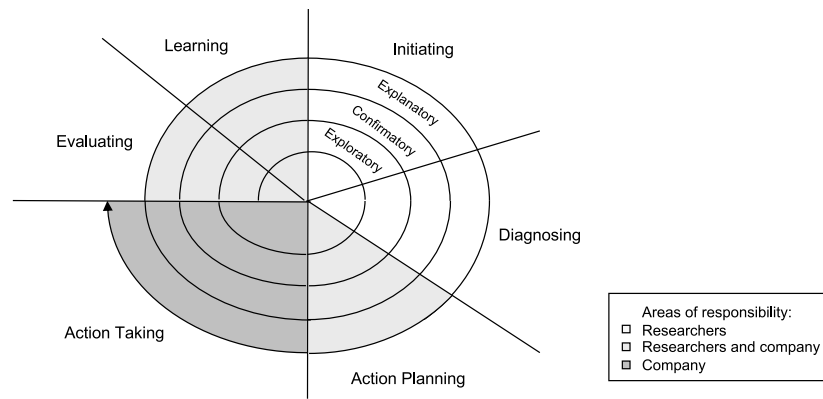 Learning
Initiating
Explanatory
Confirmatory
Exploratory
Evaluating
Diagnosing
Action Taking
Action Planning
Areas of responsibility:
Researchers
Researchers and company
Company